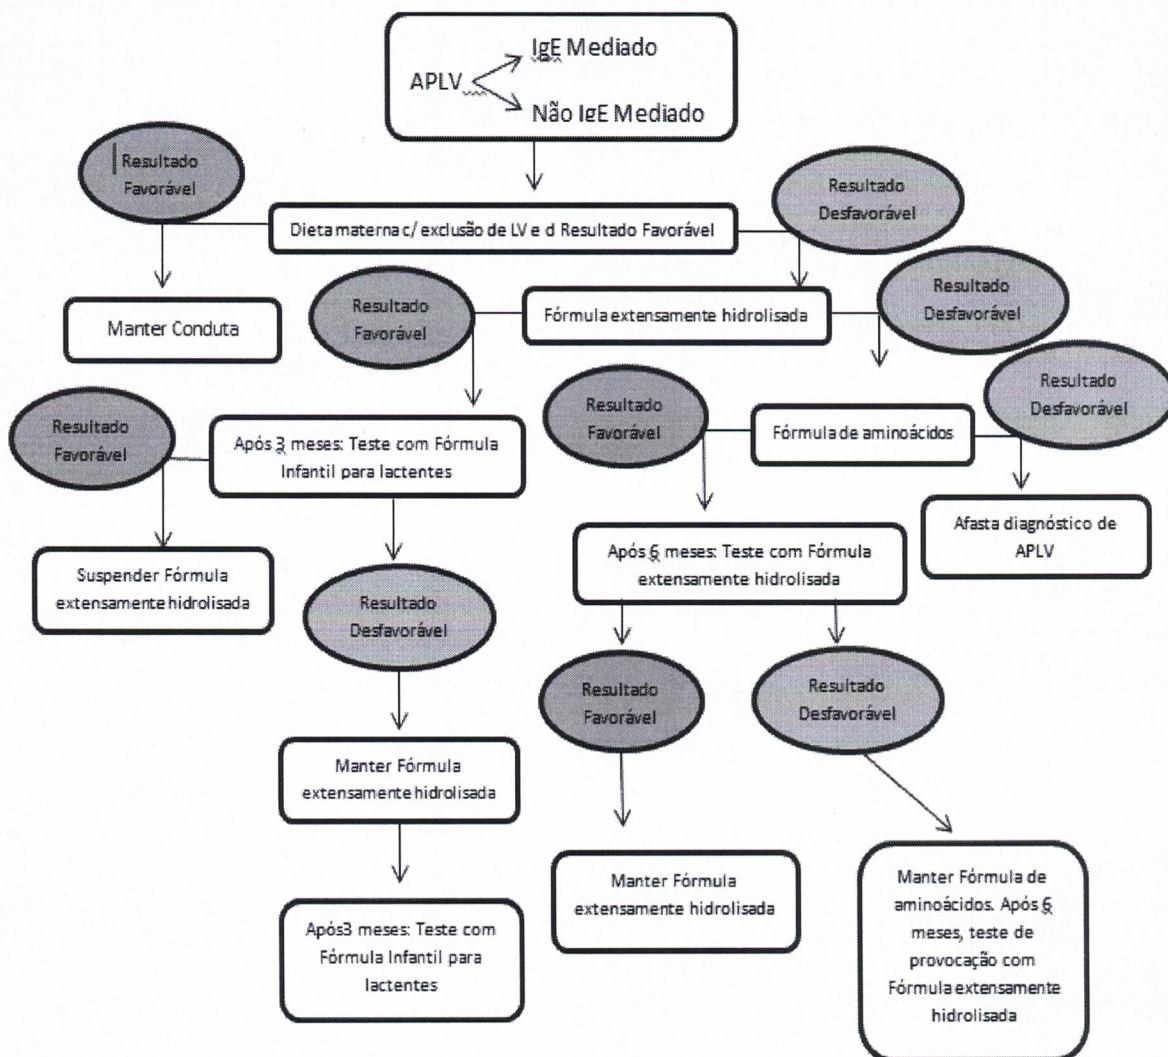 IgE Mediado
APLV
Não IgE Mediado
Resultado
Favorável
Resultado
Desfavorável
Dieta materna c/ exclusão de LV e d Resultado Favorável
Manter Conduta
Resultado
Favorável
Fórmula extensamente hidrolisada
Resultado
Desfavorável
Resultado
Favorável
Após 3 meses: Teste com Fórmula
Infantil para lactentes
Resultado
Favorável
Fórmula de aminoácidos
Resultado
Desfavorável
Suspender Fórmula
extensamente hidrolisada
Resultado
Desfavorável
Após 6 meses: Teste com Fórmula
extensamente hidrolisada
Afasta diagnóstico de
APLV
Manter Fórmula
extensamente hidrolisada
Resultado
Favorável
Resultado
Desfavorável
Após3 meses: Teste com
Fórmula Infantil para
lactentes
Manter Fórmula
extensamente hidrolisada
Manter Fórmula de
aminoácidos. Após 6
meses, teste de
provocação com
Fórmula extensamente
hidrolisada